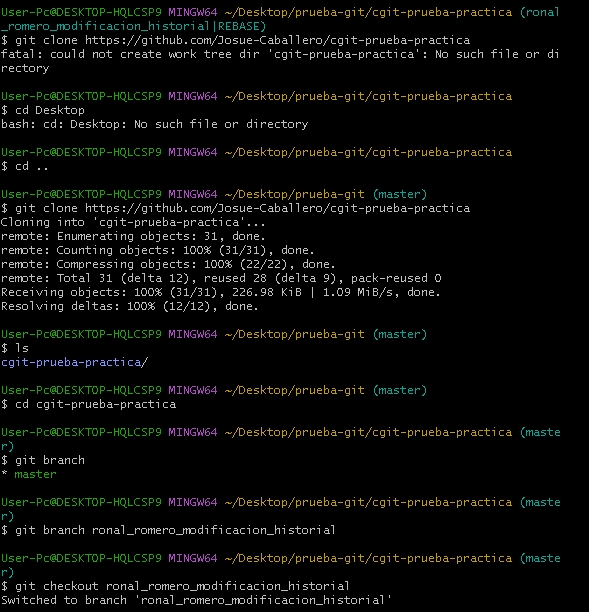 User-Pc@DESKTOP-HQLCSP9 MINGW64 ~/Desktop/prueba-git/cgit-prueba-practica (ronal
_romero_modificacion_historial|REBASE)
$ git clone https://github.com/Josue-Caballero/cgit-prueba-practica
fatal: could not create work tree dir 'cgit-prueba-practica': No such file or di
rectory
User-Pc@DESKTOP-HQLCSP9 MINGW64 ~/Desktop/prueba-git/cgit-prueba-practica
$ cd Desktop
bash: cd: Desktop: No such file or directory
User-Pc@DESKTOP-HQLCSP9 MINGW64 ~/Desktop/prueba-git/cgit-prueba-practica
$ cd ..
User-Pc@DESKTOP-HQLCSP9 MINGW64 ~/Desktop/prueba-git (master)
$ git clone https://github.com/Josue-Caballero/cgit-prueba-practica
Cloning into 'cgit-prueba-practica'...
remote: Enumerating objects: 31, done.
remote: Counting objects: 100% (31/31), done.
remote: Compressing objects: 100% (22/22), done.
remote: Total 31 (delta 12), reused 28 (delta 9), pack-reused 0
Receiving objects: 100% (31/31), 226.98 KiB | 1.09 MiB/s, done.
Resolving deltas: 100% (12/12), done.
User-Pc@DESKTOP-HQLCSP9 MINGW64 ~/Desktop/prueba-git (master)
$ ls
cgit-prueba-practica/
User-Pc@DESKTOP-HQLCSP9 MINGW64 ~/Desktop/prueba-git (master)
$ cd cgit-prueba-practica
User-Pc@DESKTOP-HQLCSP9 MINGW64 ~/Desktop/prueba-git/cgit-prueba-practica (maste
r)
$ git branch
* master
User-Pc@DESKTOP-HQLCSP9 MINGW64 ~/Desktop/prueba-git/cgit-prueba-practica (maste
r)
$ git branch ronal_romero_modificacion_historial
User-Pc@DESKTOP-HQLCSP9 MINGW64 ~/Desktop/prueba-git/cgit-prueba-practica (maste
r)
$ git checkout ronal_romero_modificacion_historial
Switched to branch 'ronal_romero_modificacion_historial'